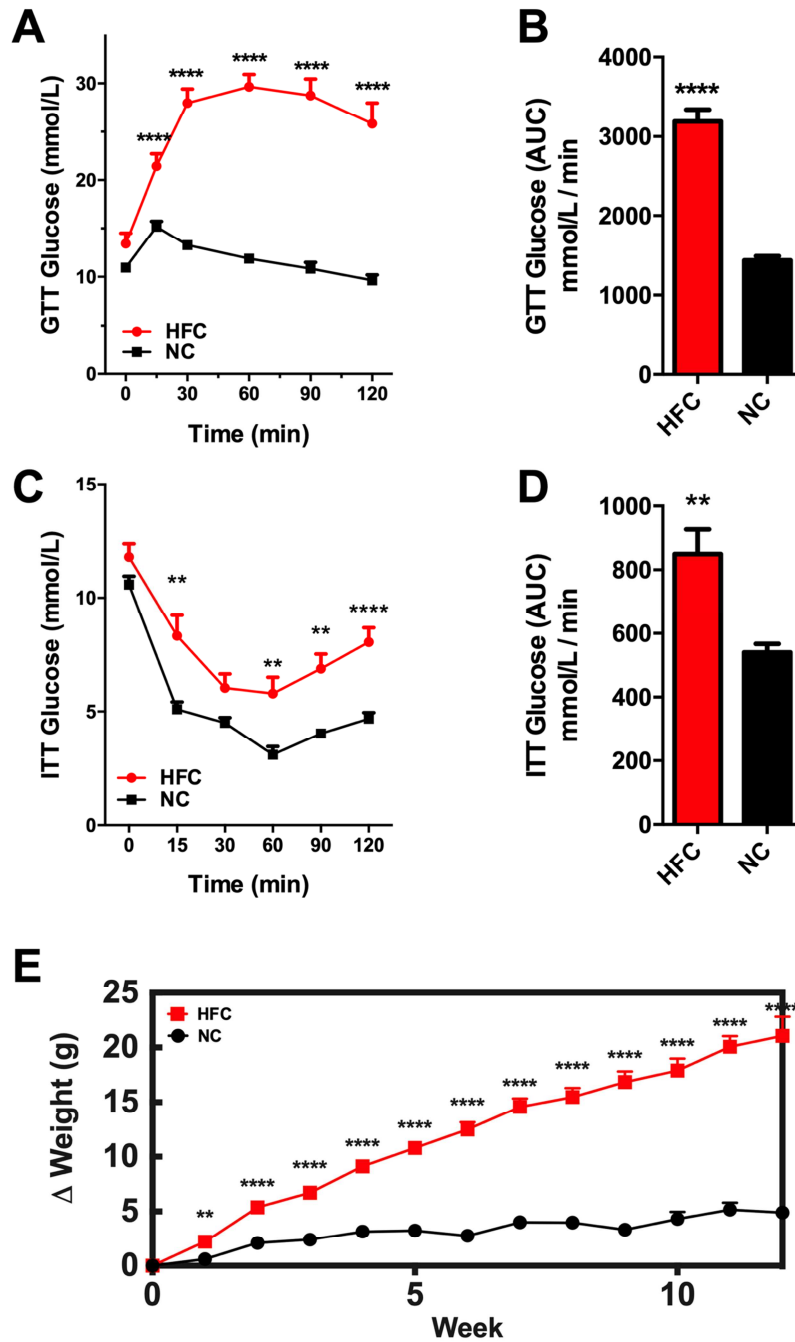 A
GTT Glucose (mmol/L)
30
20
10
0
****
****
****
****
****
HFC
NC
0 30 60 90 120
Time (min)
B
GTT Glucose (AUC)
mmol/L / min
4000
3000
2000
1000
0
****
HFC
NC
C
ITT Glucose (mmol/L)
15
10
5
0
**
**
**
****
HFC
NC
0 15 30 60 90 120
Time (min)
D
ITT Glucose (AUC)
mmol/L / min
1000
800
600
400
200
0
**
HFC
NC
E
Δ Weight (g)
25
20
15
10
5
0
HFC
NC
**
****
****
****
****
****
****
****
****
****
****
****
0 5 10
Week